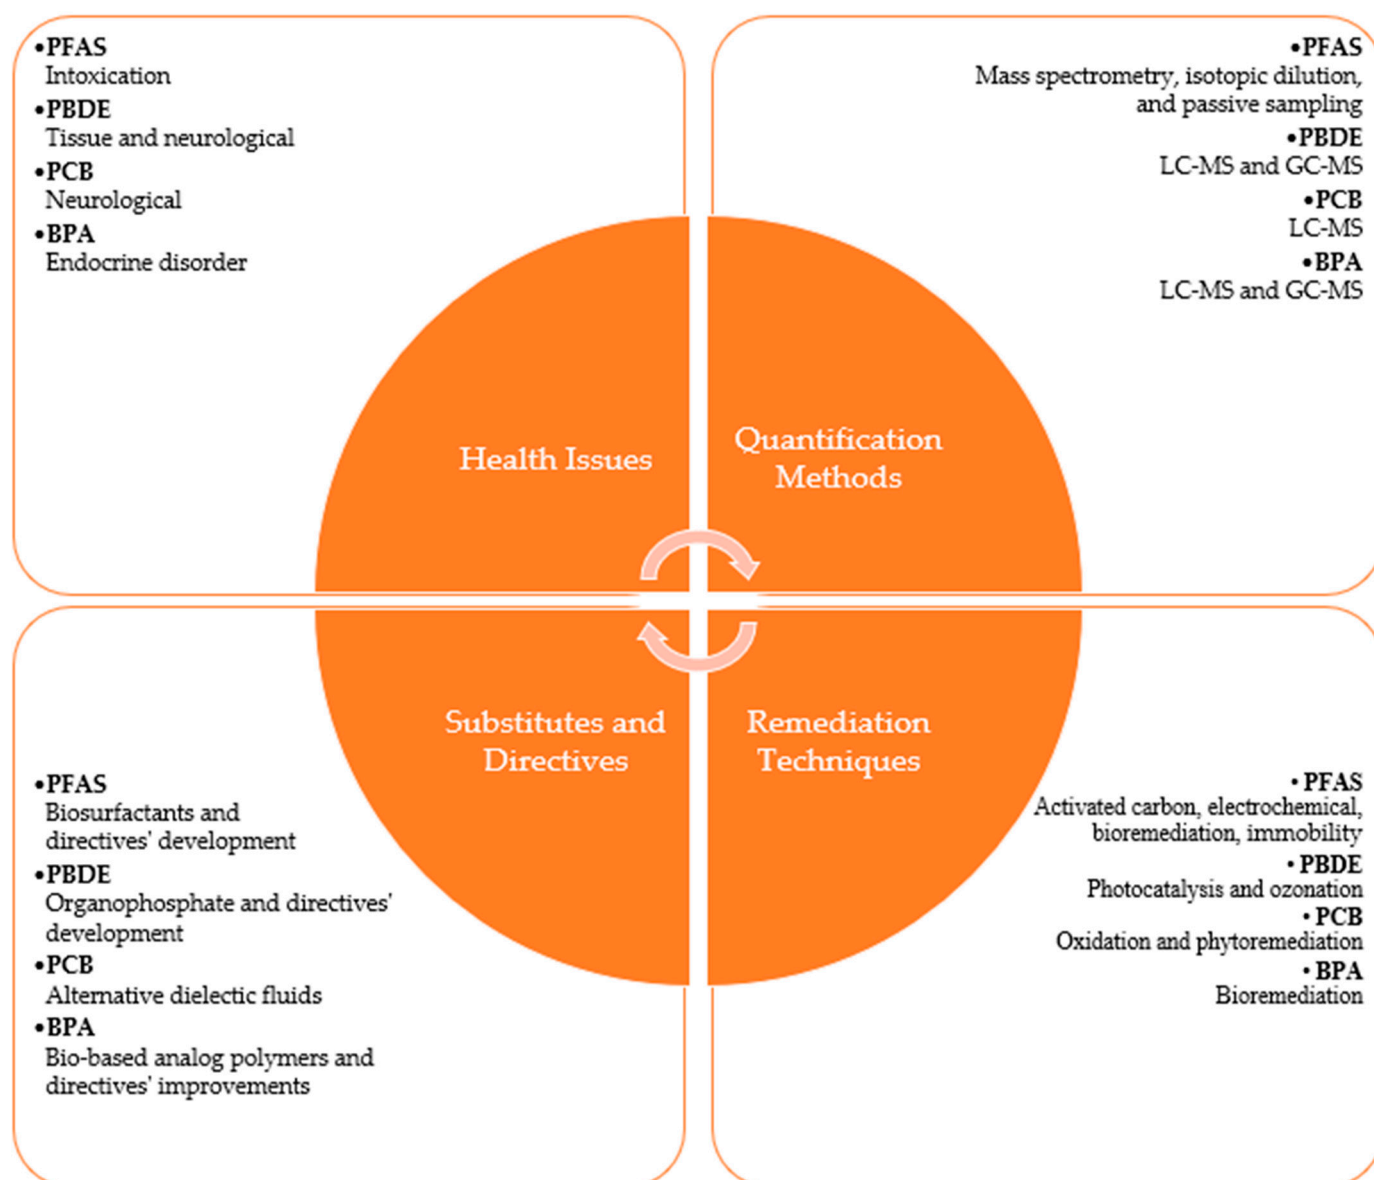 •PFAS
Intoxication
•PBDE
Tissue and neurological
•PCB
Neurological
•BPA
Endocrine disorder
•PFAS
Mass spectrometry, isotopic dilution,
and passive sampling
•PBDE
LC-MS and GC-MS
•PCB
LC-MS
•BPA
LC-MS and GC-MS
Health Issues
Quantification
Methods
Substitutes and
Directives
Remediation
Techniques
•PFAS
Biosurfactants and
directives' development
•PBDE
Organophosphate and directives'
development
•PCB
Alternative dielectic fluids
•BPA
Bio-based analog polymers and
directives' improvements
• PFAS
Activated carbon, electrochemical,
bioremediation, immobility
• PBDE
Photocatalysis and ozonation
• PCB
Oxidation and phytoremediation
• BPA
Bioremediation